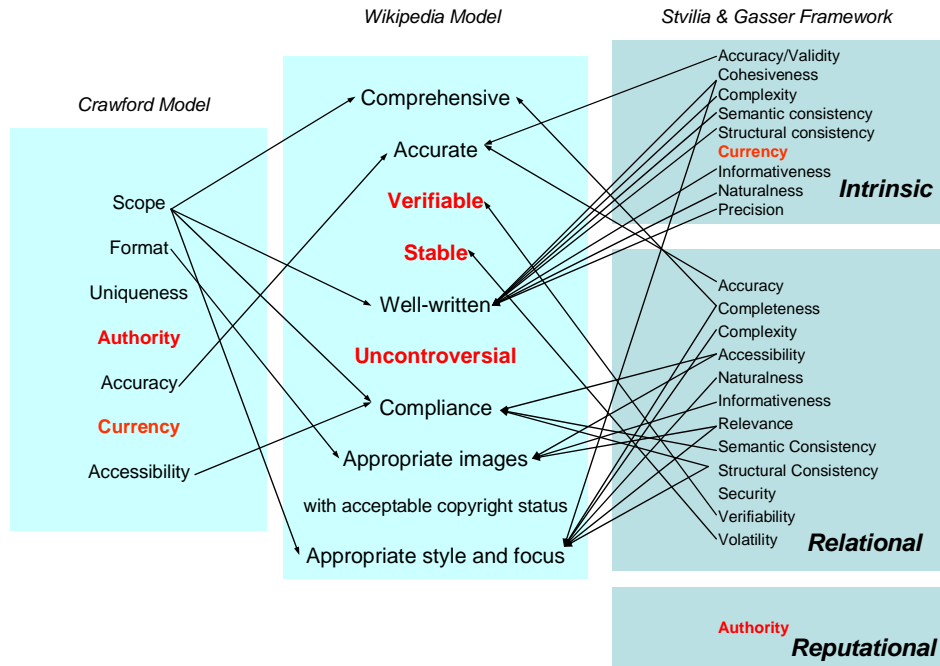 Crawford Model
Scope
Format
Uniqueness
Authority
Accuracy
Currency
Accessibility
Wikipedia Model
Comprehensive
Accurate
Verifiable
Stable
Well-written
Uncontroversial
Compliance
Appropriate images
with acceptable copyright status
Appropriate style and focus
Stvilia & Gasser Framework
Accuracy/Validity
Cohesiveness
Complexity
Semantic consistency
Structural consistency
Currency
Informativeness
Naturalness
Precision
Intrinsic
Accuracy
Completeness
Complexity
Accessibility
Naturalness
Informativeness
Relevance
Semantic Consistency
Structural Consistency
Security
Verifiability
Volatility
Relational
Authority
Reputational